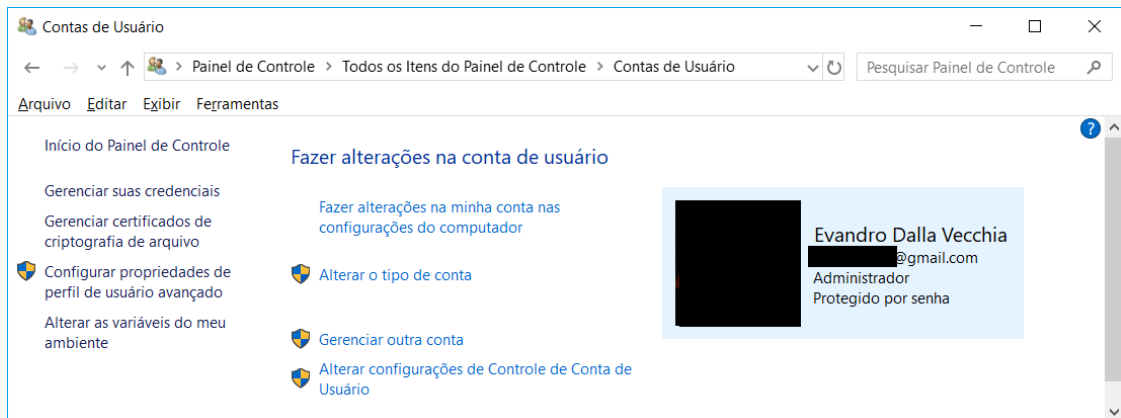 Contas de Usuário
Painel de Controle > Todos os Itens do Painel de Controle > Contas de Usuário
Pesquisar Painel de Controle
Arquivo Editar Exibir Ferramentas
Início do Painel de Controle
Gerenciar suas credenciais
Gerenciar certificados de
criptografia de arquivo
Configurar propriedades de
perfil de usuário avançado
Alterar as variáveis do meu
ambiente
Fazer alterações na conta de usuário
Fazer alterações na minha conta nas
configurações do computador
Alterar o tipo de conta
Gerenciar outra conta
Alterar configurações de Controle de Conta de
Usuário
Evandro Dalla Vecchia
@gmail.com
Administrador
Protegido por senha
?